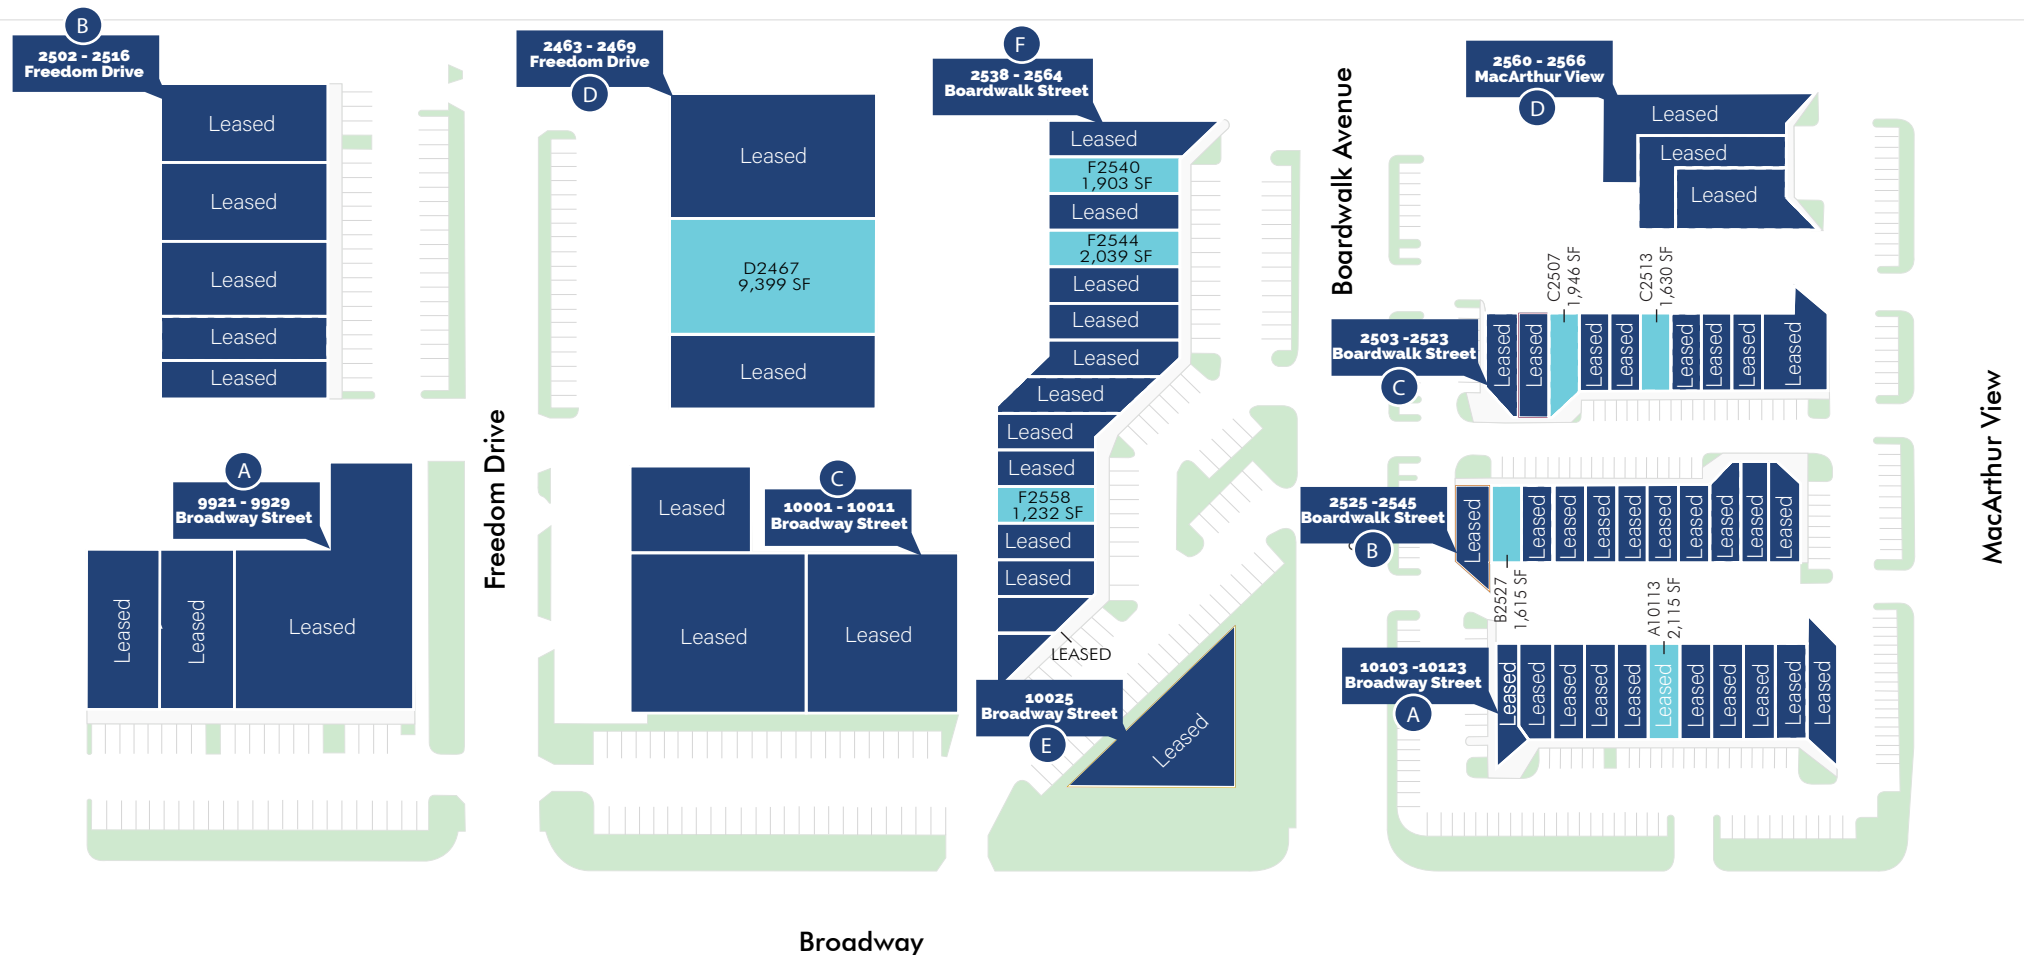 B
2502 - 2516
Freedom Drive
Leased
Leased
Leased
Leased
Leased
A
9921 - 9929
Broadway Street
Leased
Leased
Leased
Freedom Drive
2463 - 2469
Freedom Drive
D
Leased
D2467
9,399 SF
Leased
C
10001 - 10011
Broadway Street
Leased
Leased
Leased
F
2538 - 2564
Boardwalk Street
Leased
F2540
1,903 SF
Leased
F2544
2,039 SF
Leased
Leased
Leased
Leased
Leased
Leased
F2558
1,232 SF
Leased
Leased
LEASED
10025
Broadway Street
E
Leased
Boardwalk Avenue
2560 - 2566
MacArthur View
D
Leased
Leased
Leased
C2507
1,946 SF
C2513
1,630 SF
2503 -2523
Boardwalk Street
C
Leased
Leased
Leased
Leased
Leased
Leased
Leased
Leased
2525 -2545
Boardwalk Street
B
Leased
Leased
Leased
Leased
Leased
Leased
Leased
Leased
Leased
Leased
B2527
1,615 SF
A10113
2,115 SF
10103 -10123
Broadway Street
A
Leased
Leased
Leased
Leased
Leased
Leased
Leased
Leased
Leased
Leased
Leased
MacArthur View
Broadway